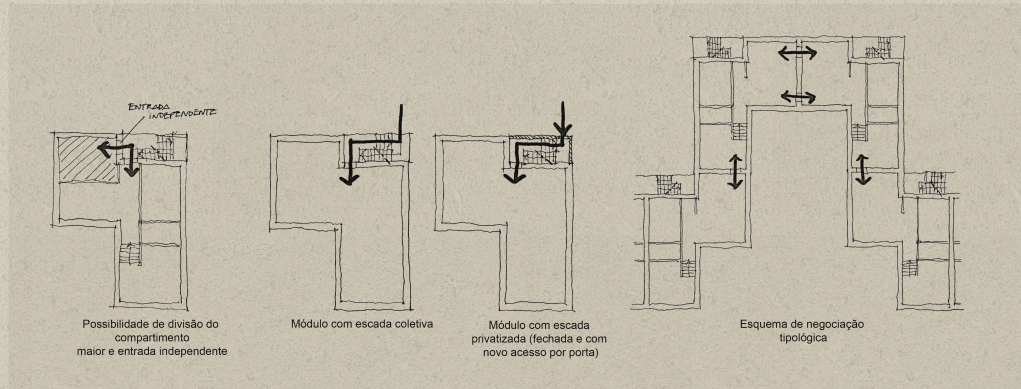 ENTRADA
INDEPENDENTE
Possibilidade de divisão do
compartimento
maior e entrada independente
Módulo com escada coletiva
Módulo com escada
privatizada (fechada e com
novo acesso por porta)
Esquema de negociação
tipológica